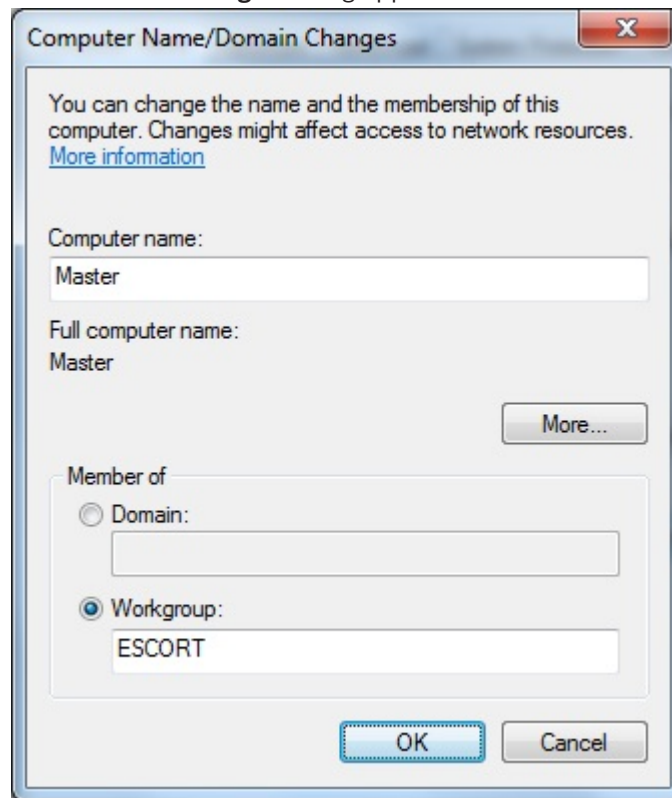 Computer Name/Domain Changes
You can change the name and the membership of this
computer. Changes might affect access to network resources.
More information
Computer name:
Master
Full computer name:
Master
More...
Member of
Domain:
Workgroup:
ESCORT
OK
Cancel